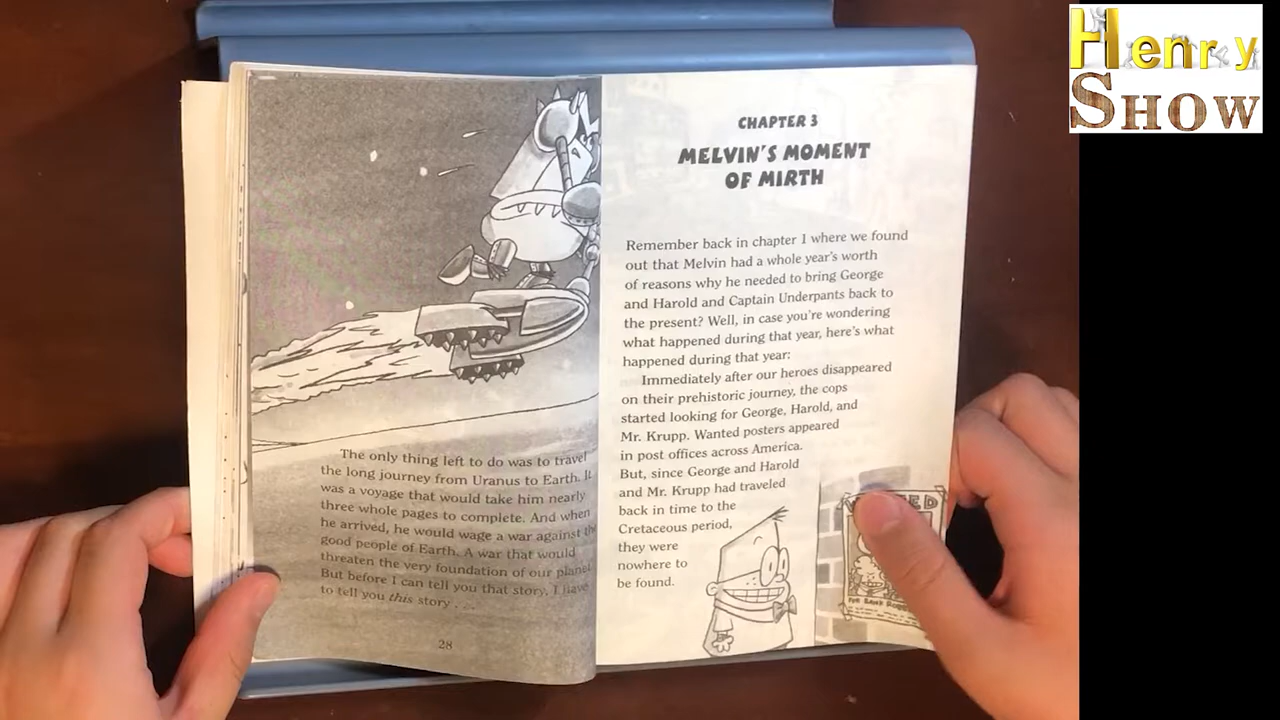 The only thing left to do was to travel
the long journey from Uranus to Earth. It
was a voyage that would take him nearly
three whole pages to complete. And when
he arrived, he would wage a war against the
good people of Earth. A war that would
threaten the very foundation of our planet.
But before I can tell you that story, I have
to tell you this story . . .
28
CHAPTER 3
MELVIN'S MOMENT
OF MIRTH
Remember back in chapter 1 where we found
out that Melvin had a whole year's worth
of reasons why he needed to bring George
and Harold and Captain Underpants back to
the present? Well, in case you're wondering
what happened during that year, here's what
happened during that year:
Immediately after our heroes disappeared
on their prehistoric journey, the cops
started looking for George, Harold, and
Mr. Krupp. Wanted posters appeared
in post offices across America.
But, since George and Harold
and Mr. Krupp had traveled
back in time to the
Cretaceous period,
they were
nowhere to
be found.
FOR BANK
Henry
SHOW